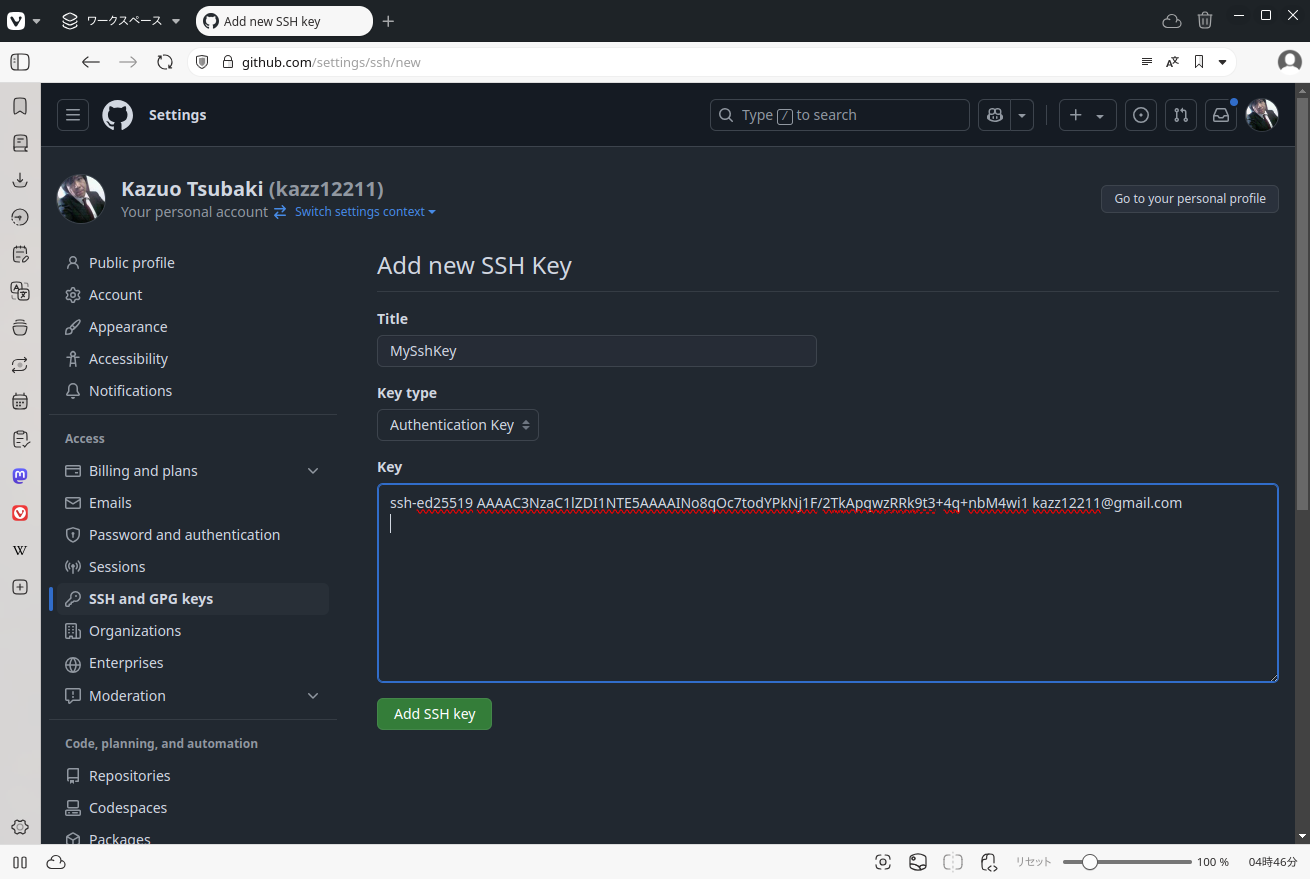 ワークスペース
Add new SSH key
github.com/settings/ssh/new
Settings
Type / to search
Kazuo Tsubaki (kazz12211)
Your personal account
Switch settings context
Go to your personal profile
Public profile
Account
Appearance
Accessibility
Notifications
Access
Billing and plans
Emails
Password and authentication
Sessions
SSH and GPG keys
Organizations
Enterprises
Moderation
Code, planning, and automation
Repositories
Codespaces
Packages
Add new SSH Key
Title
MySshKey
Key type
Authentication Key
Key
ssh-ed25519 AAAAC3NzaC1lZDI1NTE5AAAAINo8qOc7todYPkNj1F/2TkApqwzRRk9t3+4q+nbM4wi1 kazz12211@gmail.com
Add SSH key
リセット
100 %
04時46分